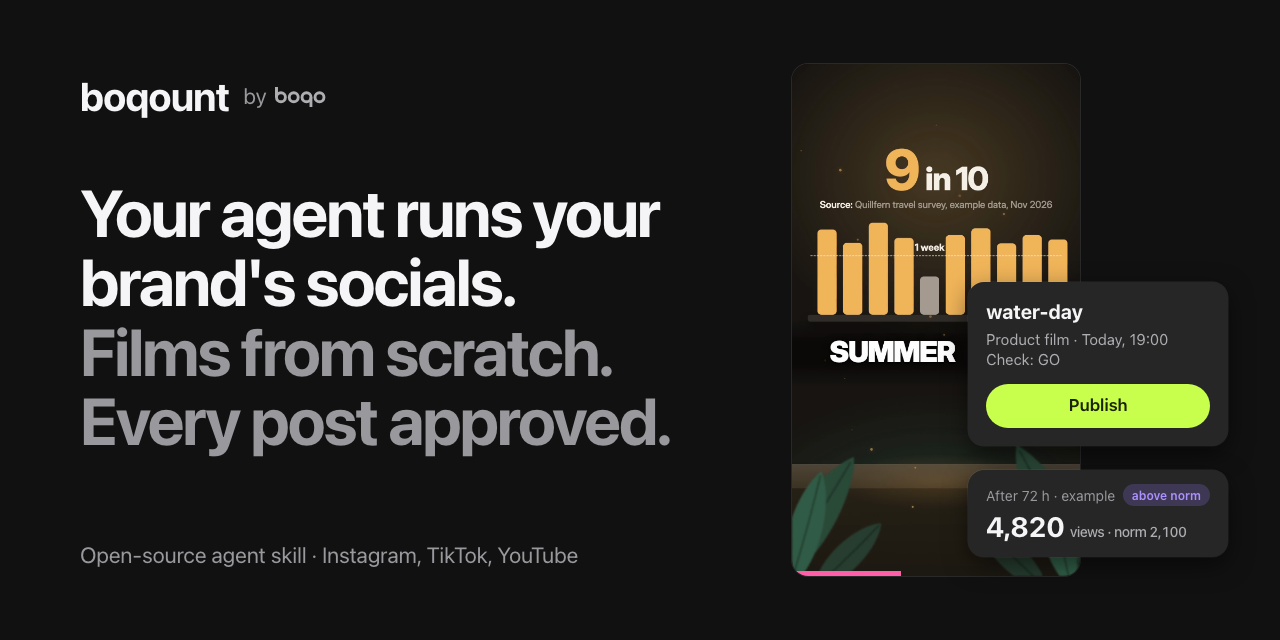 boqount by boqo
Your agent runs your
brand's socials.
Films from scratch.
Every post approved.
Open-source agent skill · Instagram, TikTok, YouTube
9 in 10
Source: Quillfern travel survey, example data, Nov 2026
1 week
SUMMER
water-day
Product film · Today, 19:00
Check: GO
Publish
After 72 h · example above norm
4,820 views · norm 2,100